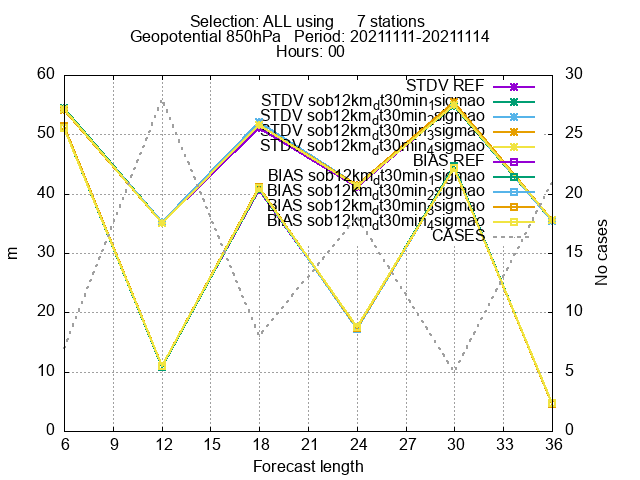 Selection: ALL using 7 stations
Geopotential 850hPa Period: 20211111-20211114
Hours: 00
60
50
40
30
20
10
0
m
30
25
20
15
10
5
0
No cases
STDV REF
STDV sob12km_dt30min_1sigmao
STDV sob12km_dt30min_2sigmao
STDV sob12km_dt30min_3sigmao
STDV sob12km_dt30min_4sigmao
BIAS REF
BIAS sob12km_dt30min_1sigmao
BIAS sob12km_dt30min_2sigmao
BIAS sob12km_dt30min_3sigmao
BIAS sob12km_dt30min_4sigmao
CASES
6 9 12 15 18 21 24 27 30 33 36
Forecast length